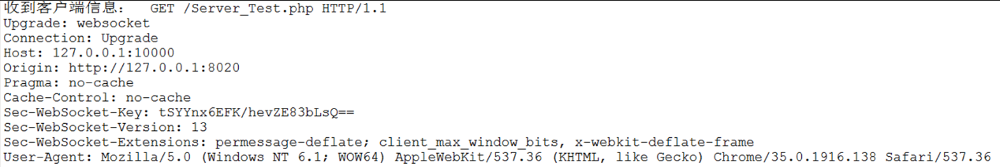 收到客户端信息： GET /Server_Test.php HTTP/1.1
Upgrade: websocket
Connection: Upgrade
Host: 127.0.0.1:10000
Origin: http://127.0.0.1:8020
Pragma: no-cache
Cache-Control: no-cache
Sec-WebSocket-Key: tSYYnx6EFK/hevZE83bLsQ==
Sec-WebSocket-Version: 13
Sec-WebSocket-Extensions: permessage-deflate; client_max_window_bits, x-webkit-deflate-frame
User-Agent: Mozilla/5.0 (Windows NT 6.1; WOW64) AppleWebKit/537.36 (KHTML, like Gecko) Chrome/35.0.1916.138 Safari/537.36